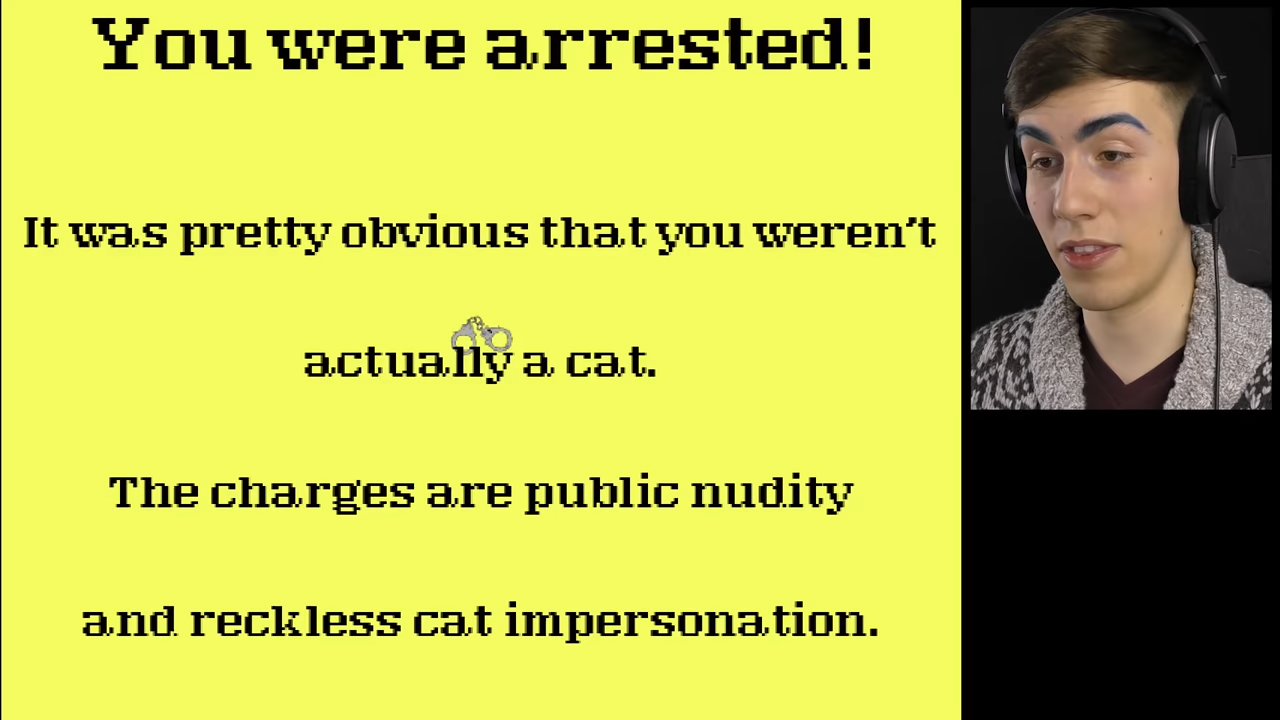 You were arrested!
It was pretty obvious that you weren't
actually a cat.
The charges are public nudity
and reckless cat impersonation.